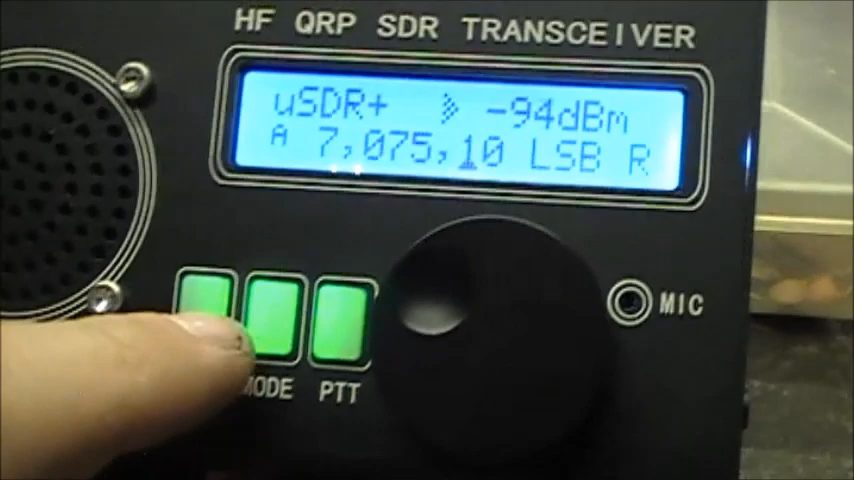 HF QRP SDR TRANSCEIVER
uSDR+ -94dBm
A 7,075,10 LSB R
MIC
MODE PTT